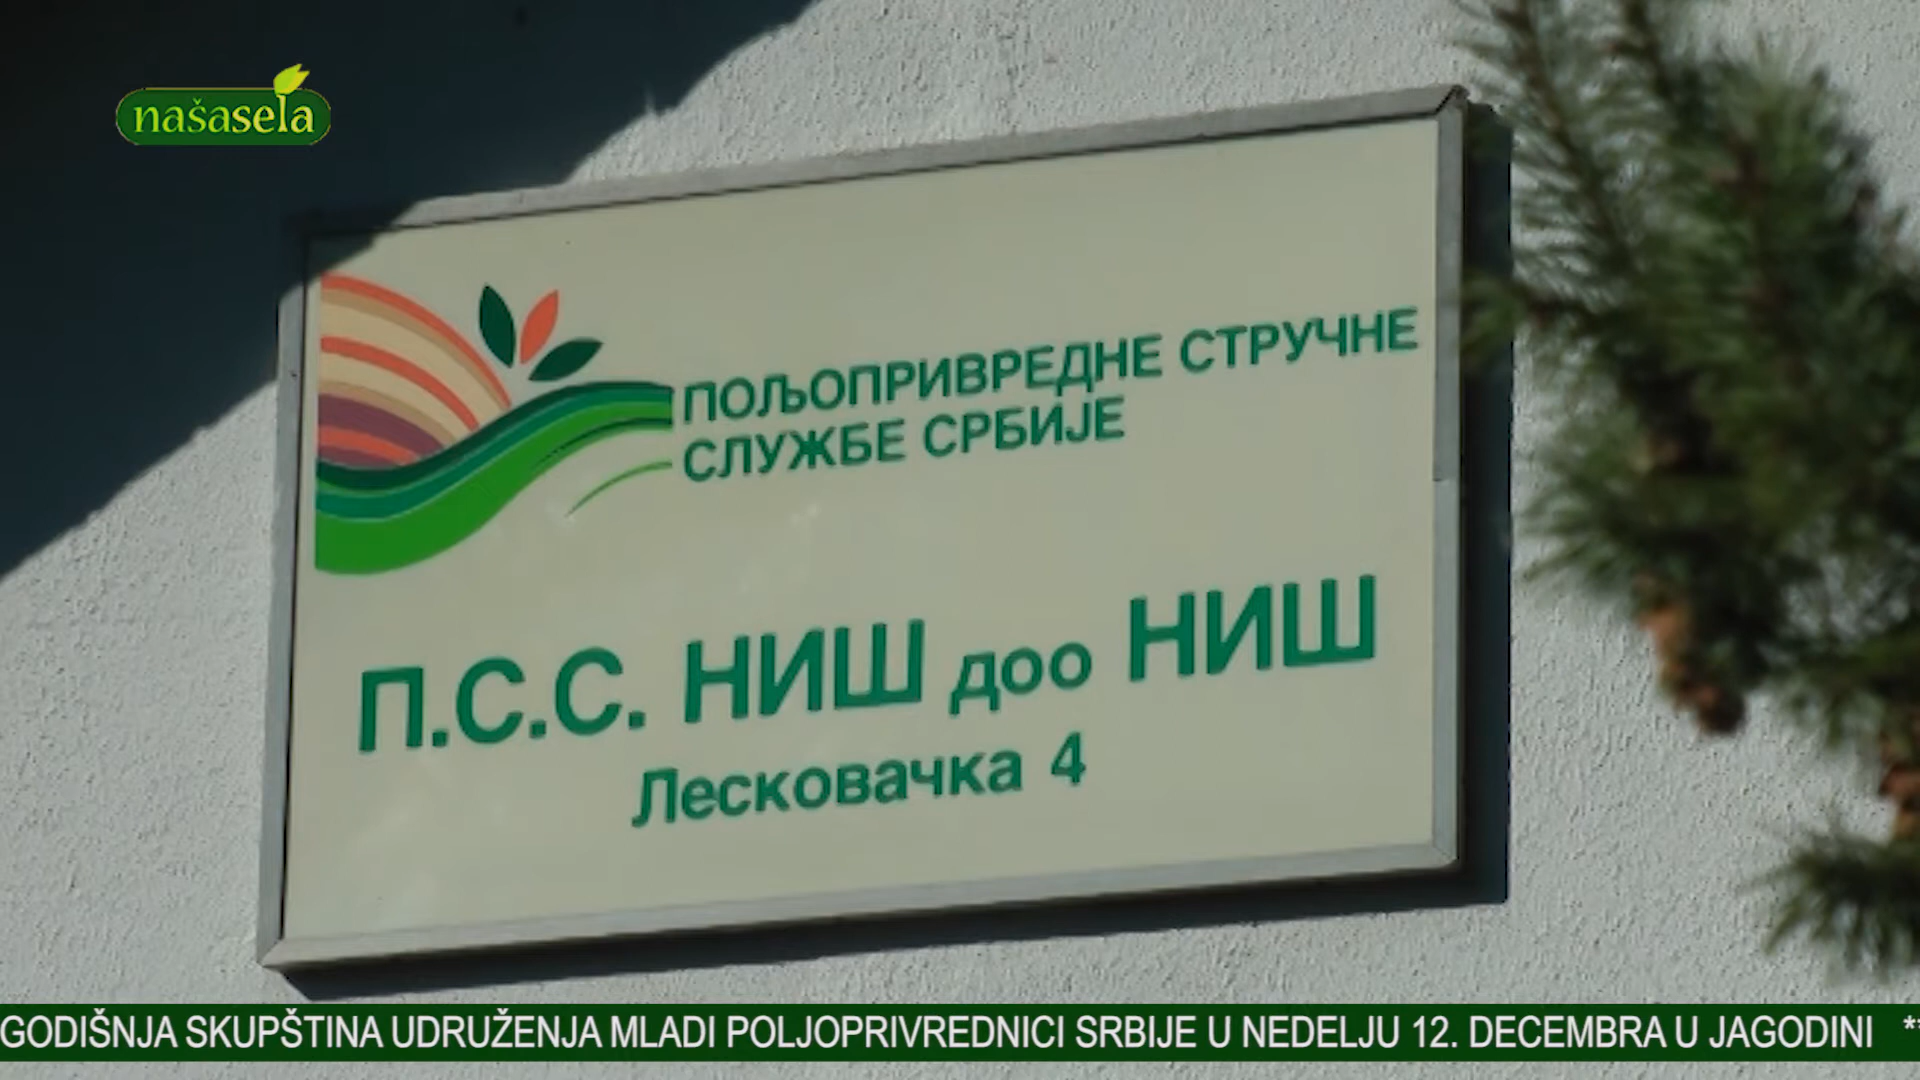 našasela
ПОЉОПРИВРЕДНЕ СТРУЧНЕ
СЛУЖБЕ СРБИЈЕ
П.С.С. НИШ доо НИШ
Лесковачка 4
GODIŠNJA SKUPŠTINA UDRUŽENJA MLADI POLJOPRIVREDNICI SRBIJE U NEDELJU 12. DECEMBRA U JAGODINI **